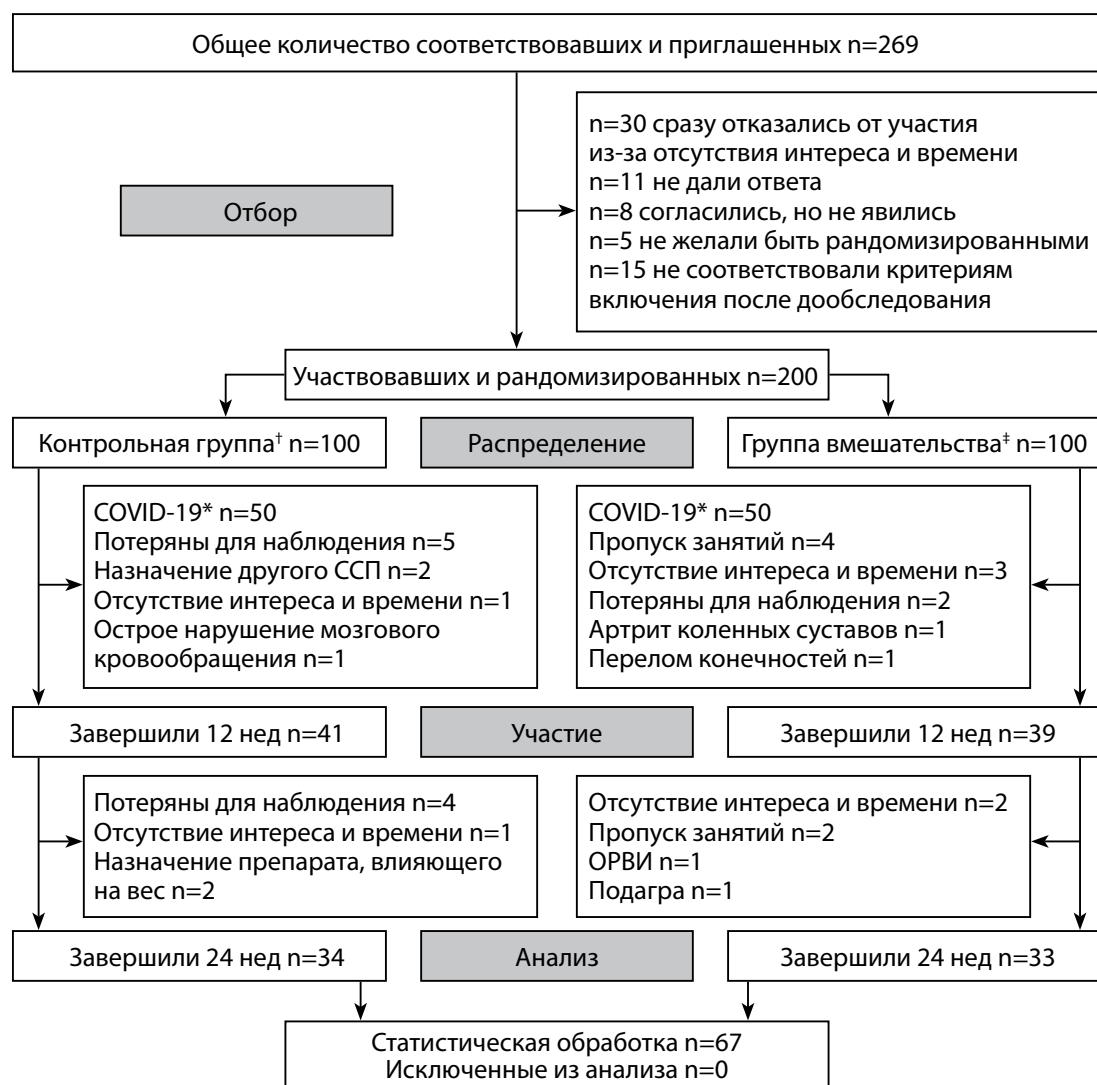 Общее количество соответствовавших и приглашенных n=269
n=30 сразу отказались от участия
из-за отсутствия интереса и времени
n=11 не дали ответа
n=8 согласились, но не явились
n=5 не желали быть рандомизированными
n=15 не соответствовали критериям
включения после дообследования
Отбор
Участвовавших и рандомизированных n=200
Контрольная группа† n=100
Распределение
Группа вмешательства‡ n=100
COVID-19* n=50
Потеряны для наблюдения n=5
Назначение другого ССП n=2
Отсутствие интереса и времени n=1
Острое нарушение мозгового
кровообращения n=1
COVID-19* n=50
Пропуск занятий n=4
Отсутствие интереса и времени n=3
Потеряны для наблюдения n=2
Артрит коленных суставов n=1
Перелом конечностей n=1
Завершили 12 нед n=41
Участие
Завершили 12 нед n=39
Потеряны для наблюдения n=4
Отсутствие интереса и времени n=1
Назначение препарата, влияющего
на вес n=2
Отсутствие интереса и времени n=2
Пропуск занятий n=2
ОРВИ n=1
Подагра n=1
Завершили 24 нед n=34
Анализ
Завершили 24 нед n=33
Статистическая обработка n=67
Исключенные из анализа n=0